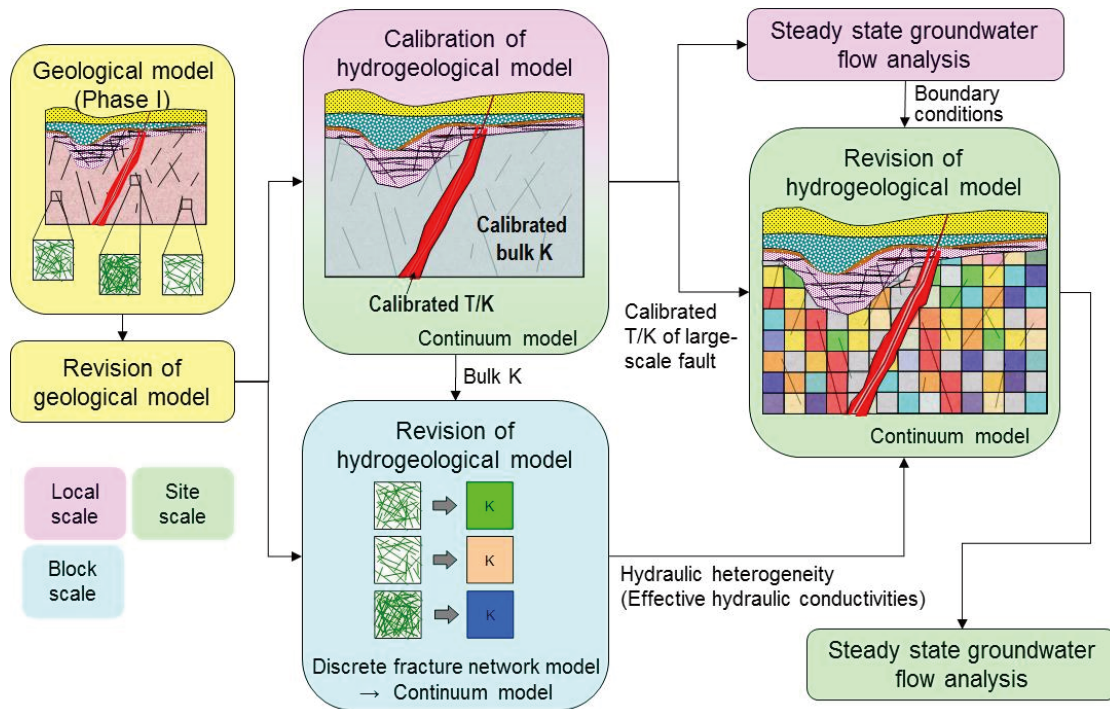 Geological model
(Phase I)
Revision of
geological model
Local
scale
Site
scale
Block
scale
Calibration of
hydrogeological model
Calibrated
bulk K
Calibrated T/K
Continuum model
Bulk K
Revision of
hydrogeological model
K
K
K
Discrete fracture network model
→ Continuum model
Steady state groundwater
flow analysis
Boundary
conditions
Revision of
hydrogeological model
Continuum model
Calibrated
T/K of large-
scale fault
Hydraulic heterogeneity
(Effective hydraulic conductivities)
Steady state groundwater
flow analysis